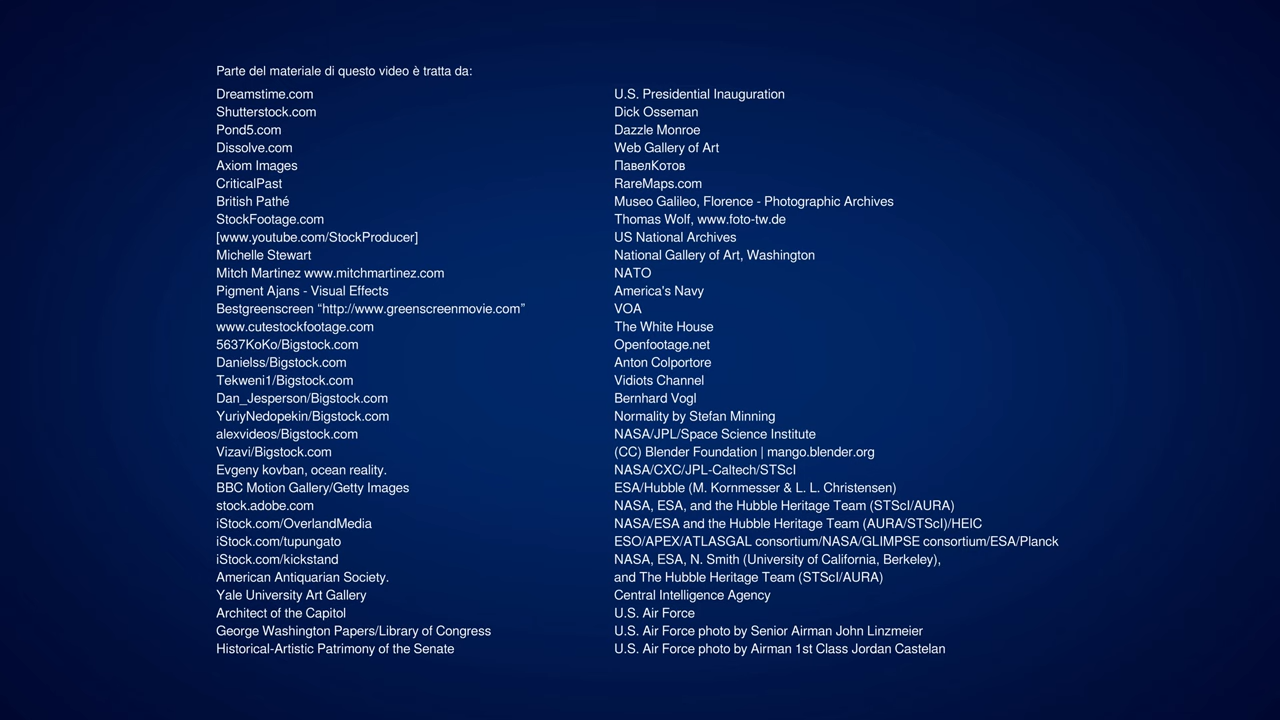 Parte del materiale di questo video è tratta da:
Dreamstime.com
Shutterstock.com
Pond5.com
Dissolve.com
Axiom Images
CriticalPast
British Pathé
StockFootage.com
[www.youtube.com/StockProducer]
Michelle Stewart
Mitch Martinez www.mitchmartinez.com
Pigment Ajans - Visual Effects
Bestgreenscreen “http://www.greenscreenmovie.com”
www.cutestockfootage.com
5637KoKo/Bigstock.com
Danielss/Bigstock.com
Tekweni1/Bigstock.com
Dan_Jesperson/Bigstock.com
YuriyNedopekin/Bigstock.com
alexvideos/Bigstock.com
Vizavi/Bigstock.com
Evgeny kovban, ocean reality.
BBC Motion Gallery/Getty Images
stock.adobe.com
iStock.com/OverlandMedia
iStock.com/tupungato
iStock.com/kickstand
American Antiquarian Society.
Yale University Art Gallery
Architect of the Capitol
George Washington Papers/Library of Congress
Historical-Artistic Patrimony of the Senate
U.S. Presidential Inauguration
Dick Osseman
Dazzle Monroe
Web Gallery of Art
ПавелКотов
RareMaps.com
Museo Galileo, Florence - Photographic Archives
Thomas Wolf, www.foto-tw.de
US National Archives
National Gallery of Art, Washington
NATO
America's Navy
VOA
The White House
Openfootage.net
Anton Colportore
Vidiots Channel
Bernhard Vogl
Normality by Stefan Minning
NASA/JPL/Space Science Institute
(CC) Blender Foundation | mango.blender.org
NASA/CXC/JPL-Caltech/STScI
ESA/Hubble (M. Kornmesser & L. L. Christensen)
NASA, ESA, and the Hubble Heritage Team (STScI/AURA)
NASA/ESA and the Hubble Heritage Team (AURA/STScI)/HEIC
ESO/APEX/ATLASGAL consortium/NASA/GLIMPSE consortium/ESA/Planck
NASA, ESA, N. Smith (University of California, Berkeley),
and The Hubble Heritage Team (STScI/AURA)
Central Intelligence Agency
U.S. Air Force
U.S. Air Force photo by Senior Airman John Linzmeier
U.S. Air Force photo by Airman 1st Class Jordan Castelan